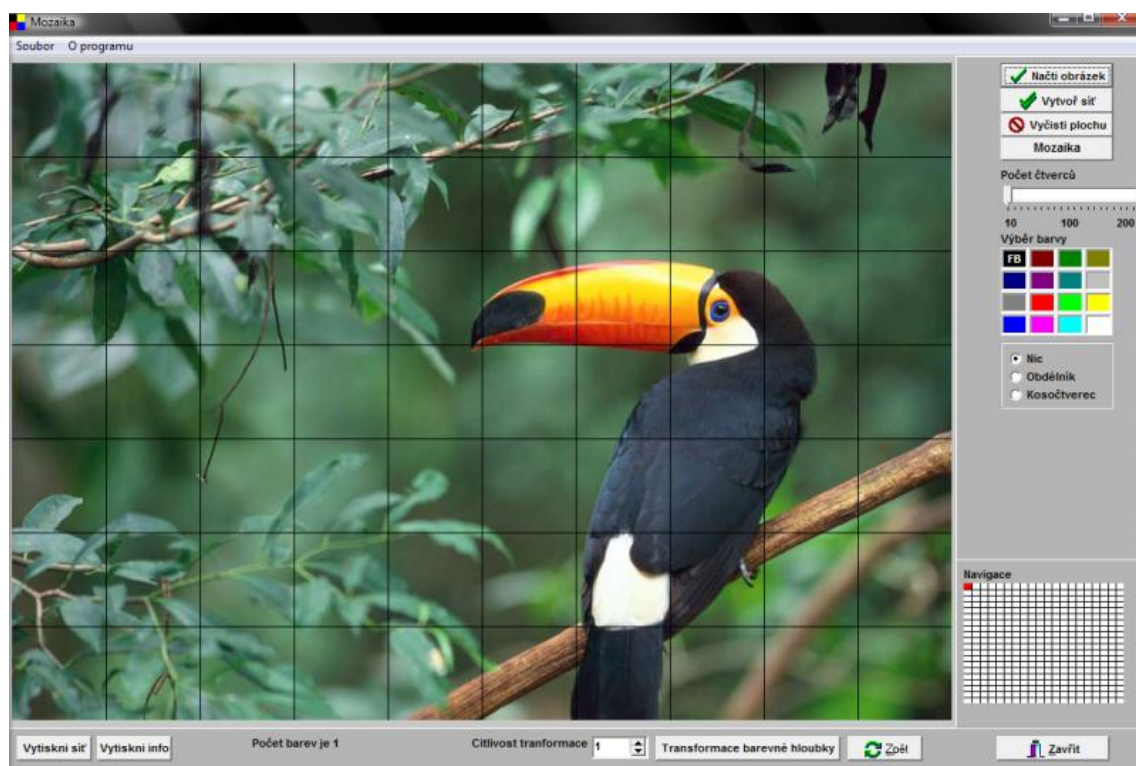 Mozaika
Soubor O programu
Načti obrázek
Vytvoř síť
Vyčisti plochu
Mozaika
Počet čtverců
10 100 200
Výběr barvy
FB
Nic
Obdélník
Kosočtverec
Navigace
Vytiskni síť Vytiskni info Počet barev je 1 Citlivost tranformace 1 Transformace barevné hloubky Zpět Zavřít